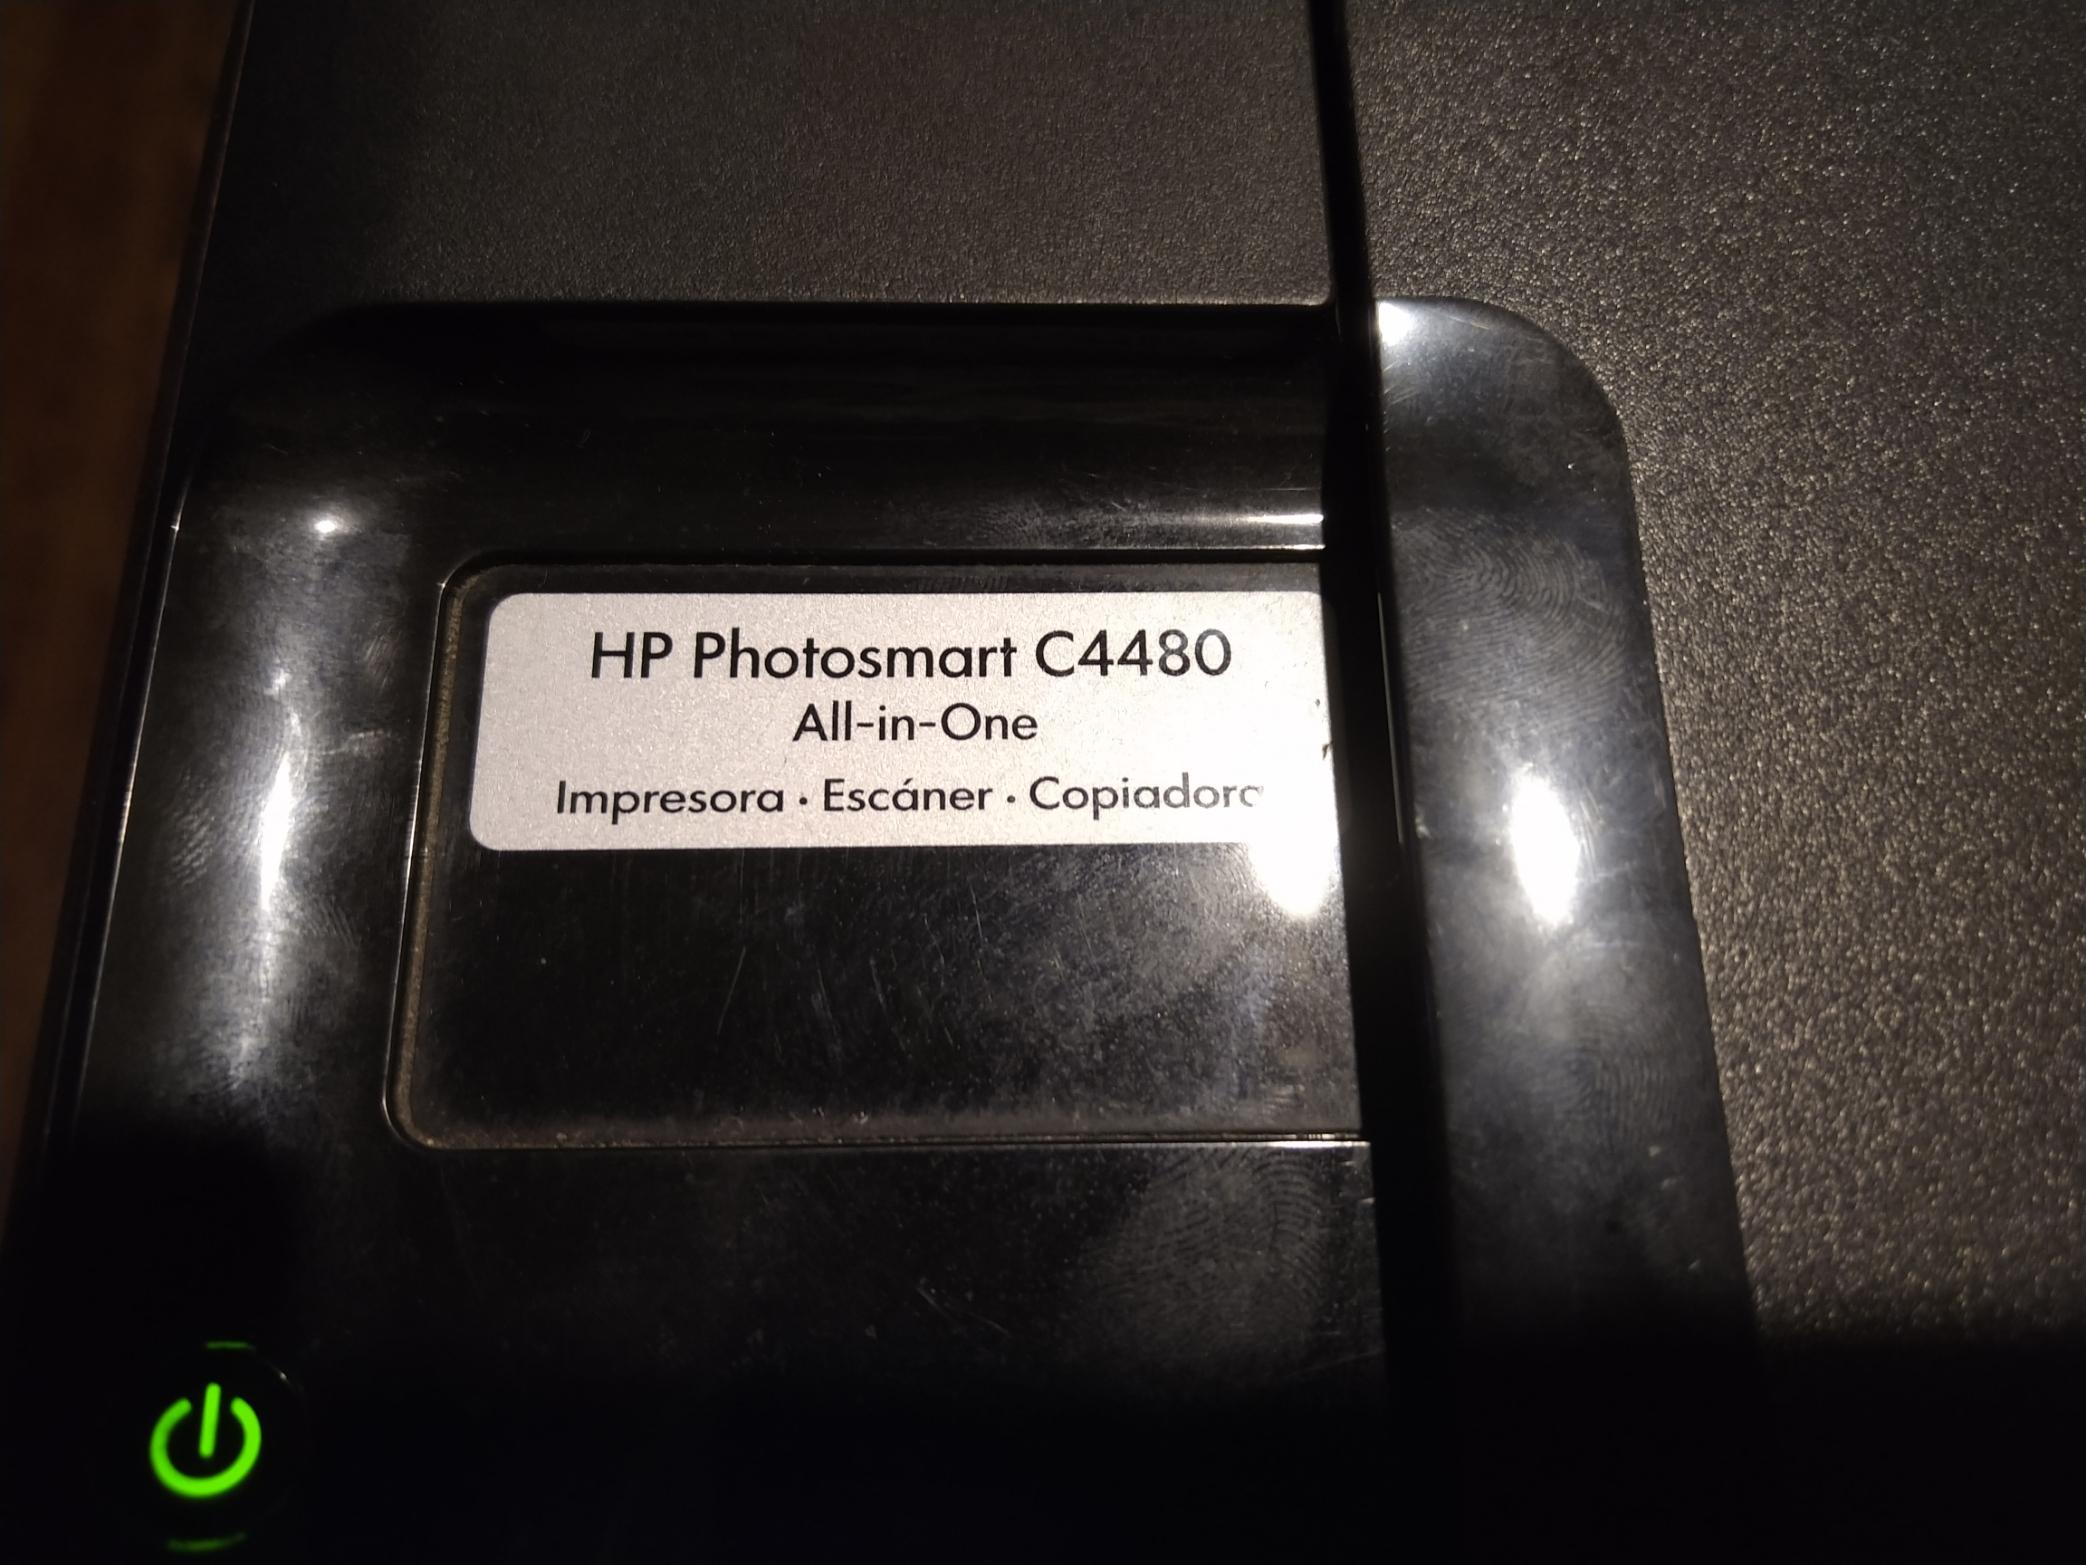 HP Photosmart C4480
All-in-One
Impresora · Escáner · Copiadora